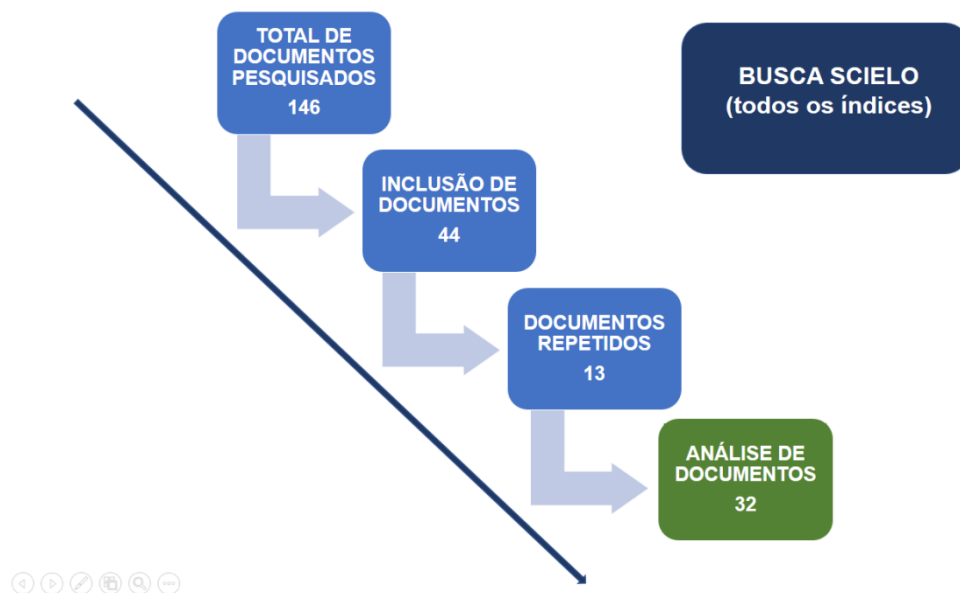 TOTAL DE
DOCUMENTOS
PESQUISADOS
146
BUSCA SCIELO
(todos os índices)
INCLUSÃO DE
DOCUMENTOS
44
DOCUMENTOS
REPETIDOS
13
ANÁLISE DE
DOCUMENTOS
32